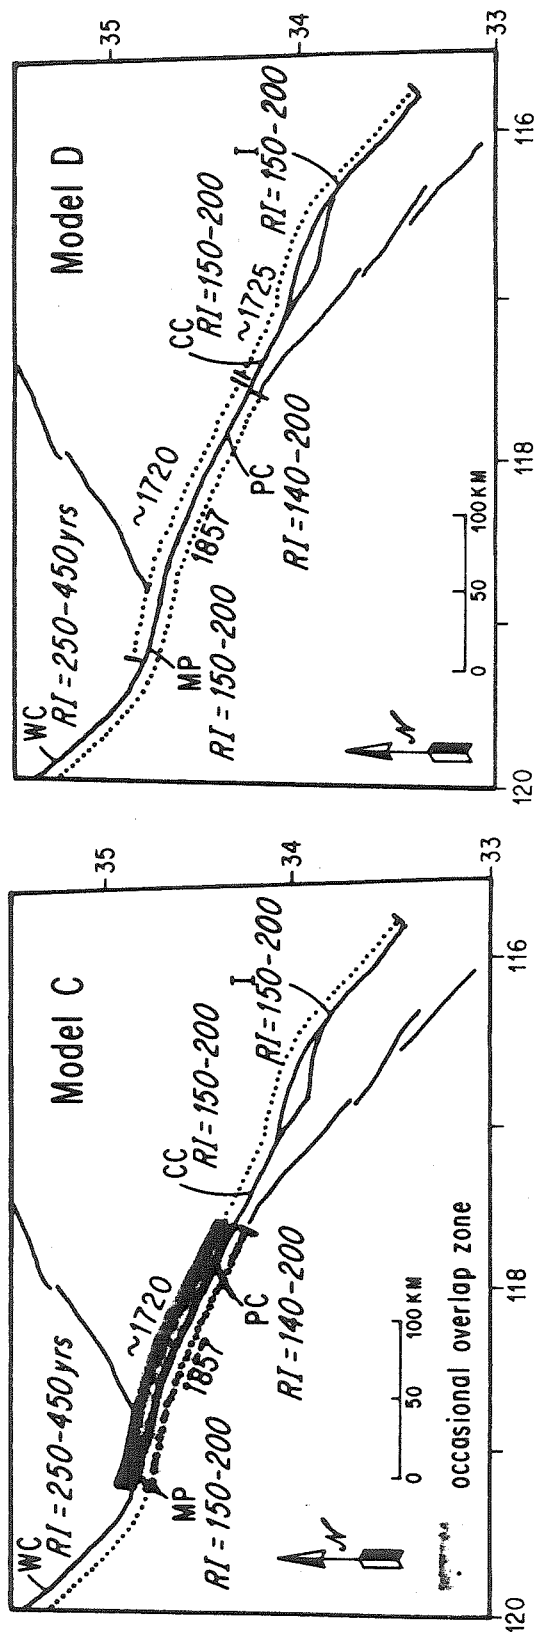 Model C
WC
RI=250-450yrs
~1720
1857
MP
RI=150-200
PC
RI=140-200
CC
RI=150-200
I
RI=150-200
N
0 50 100 KM
occasional overlap zone
35
34
33
120
118
116
Model D
WC
RI=250-450yrs
~1720
1857
MP
RI=150-200
PC
RI=140-200
CC
RI=150-200
~1725
I
RI=150-200
N
0 50 100 KM
35
34
33
120
118
116